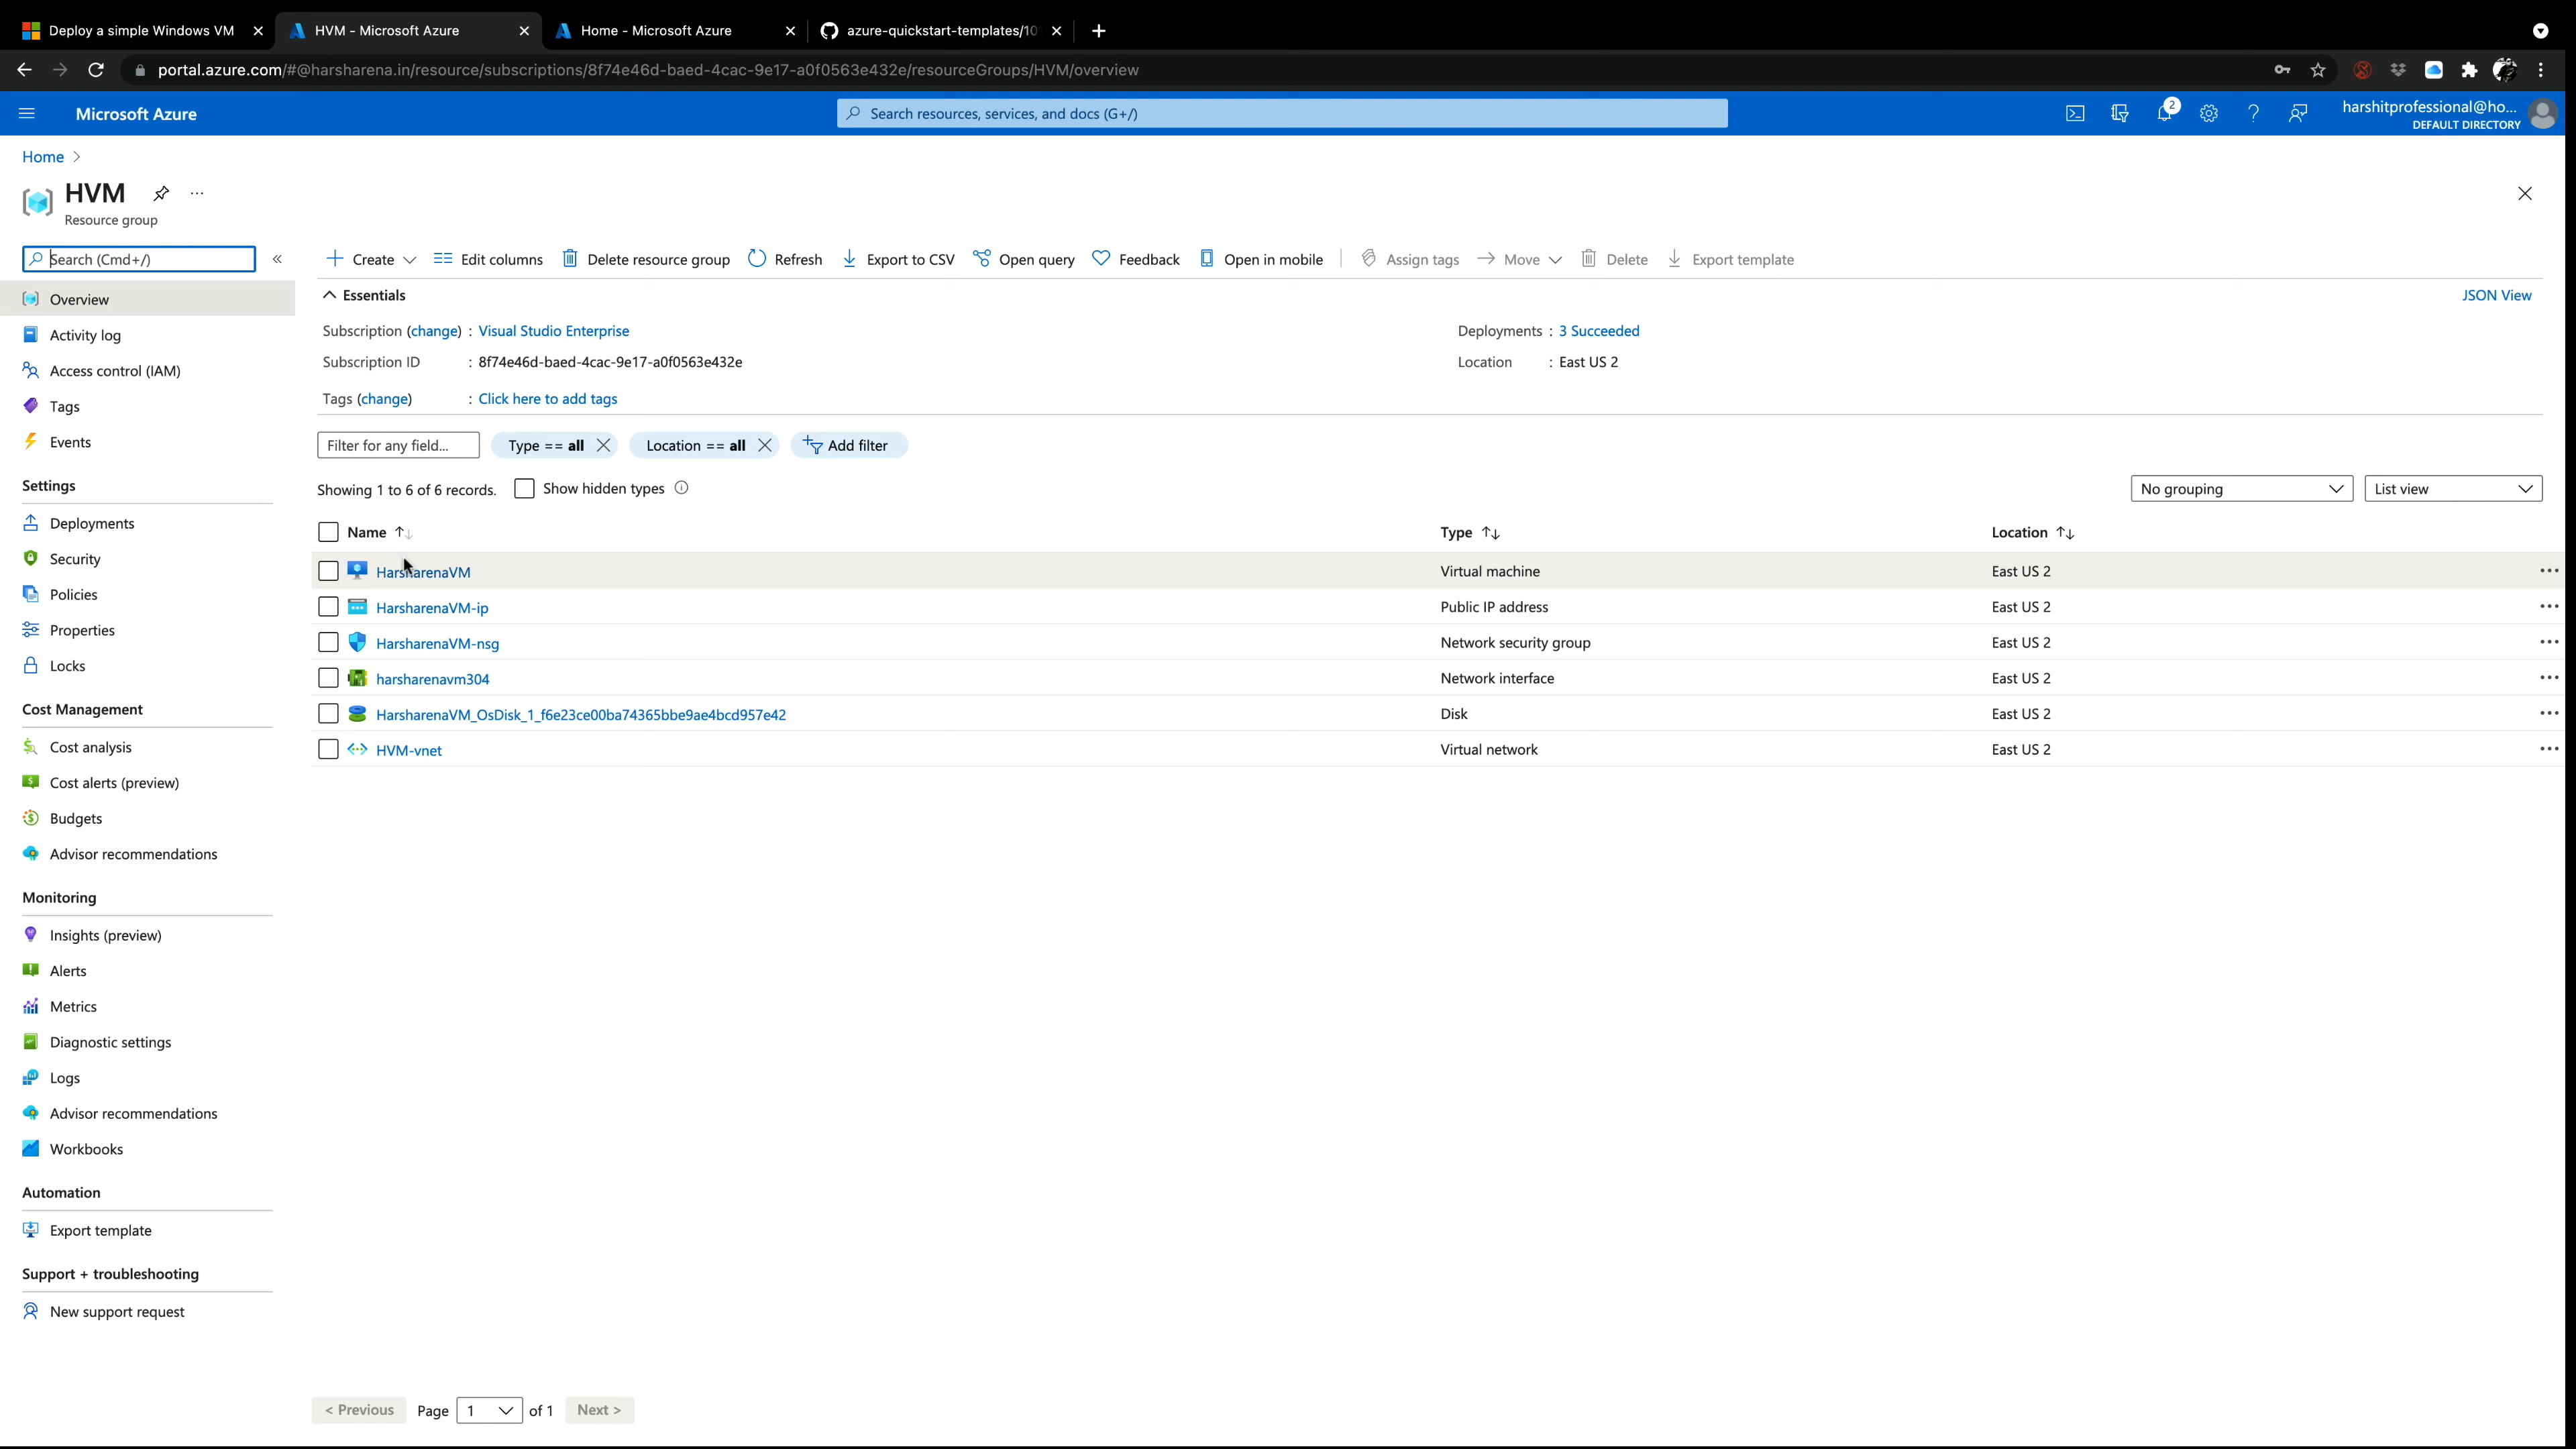 Deploy a simple Windows VM
HVM - Microsoft Azure
Home - Microsoft Azure
azure-quickstart-templates/10
portal.azure.com/#@harsharena.in/resource/subscriptions/8f74e46d-baed-4cac-9e17-a0f0563e432e/resourceGroups/HVM/overview
Microsoft Azure
Search resources, services, and docs (G+/)
2
harshitprofessional@ho...
DEFAULT DIRECTORY
Home
HVM
Resource group
Search (Cmd+/)
Create
Edit columns
Delete resource group
Refresh
Export to CSV
Open query
Feedback
Open in mobile
Assign tags
Move
Delete
Export template
Overview
Activity log
Access control (IAM)
Tags
Events
Settings
Deployments
Security
Policies
Properties
Locks
Cost Management
Cost analysis
Cost alerts (preview)
Budgets
Advisor recommendations
Monitoring
Insights (preview)
Alerts
Metrics
Diagnostic settings
Logs
Advisor recommendations
Workbooks
Automation
Export template
Support + troubleshooting
New support request
Essentials
JSON View
Subscription (change) : Visual Studio Enterprise
Deployments : 3 Succeeded
Subscription ID : 8f74e46d-baed-4cac-9e17-a0f0563e432e
Location : East US 2
Tags (change) : Click here to add tags
Filter for any field...
Type == all
Location == all
Add filter
Showing 1 to 6 of 6 records.
Show hidden types
No grouping
List view
Name Type Location
HarsharenaVM Virtual machine East US 2
HarsharenaVM-ip Public IP address East US 2
HarsharenaVM-nsg Network security group East US 2
harsharenavm304 Network interface East US 2
HarsharenaVM_OsDisk_1_f6e23ce00ba74365bbe9ae4bcd957e42 Disk East US 2
HVM-vnet Virtual network East US 2
< Previous
Page 1 of 1
Next >